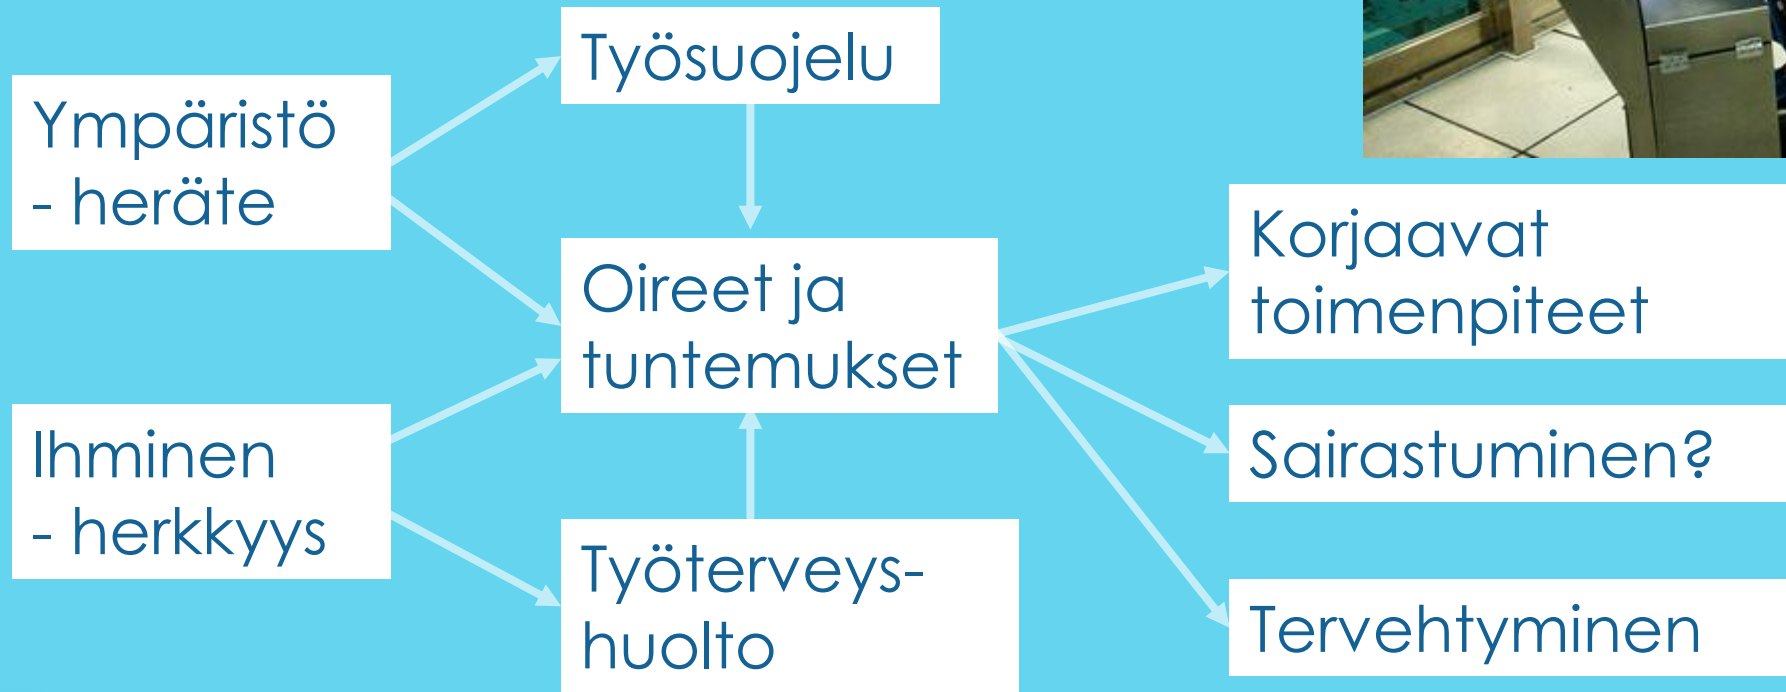 Ympäristö
- heräte
Ihminen
- herkkyys
Työsuojelu
Oireet ja
tuntemukset
Työterveys-
huolto
Korjaavat
toimenpiteet
Sairastuminen?
Tervehtyminen